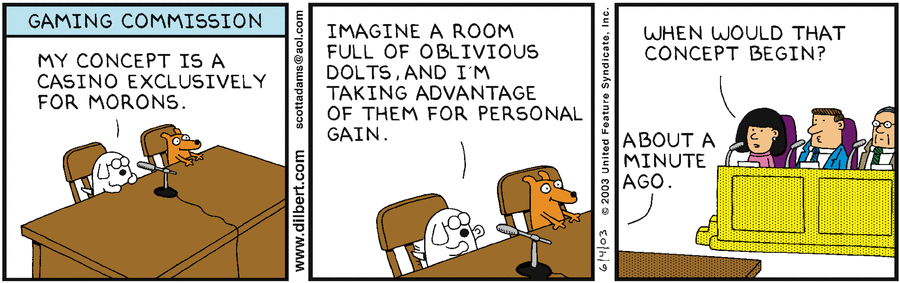 GAMING COMMISSION
MY CONCEPT IS A
CASINO EXCLUSIVELY
FOR MORONS.
www.dilbert.com scottadams@aol.com
IMAGINE A ROOM
FULL OF OBLIVIOUS
DOLTS, AND I'M
TAKING ADVANTAGE
OF THEM FOR PERSONAL
GAIN.
6/4/03 © 2003 United Feature Syndicate, Inc.
WHEN WOULD THAT
CONCEPT BEGIN?
ABOUT A
MINUTE
AGO.